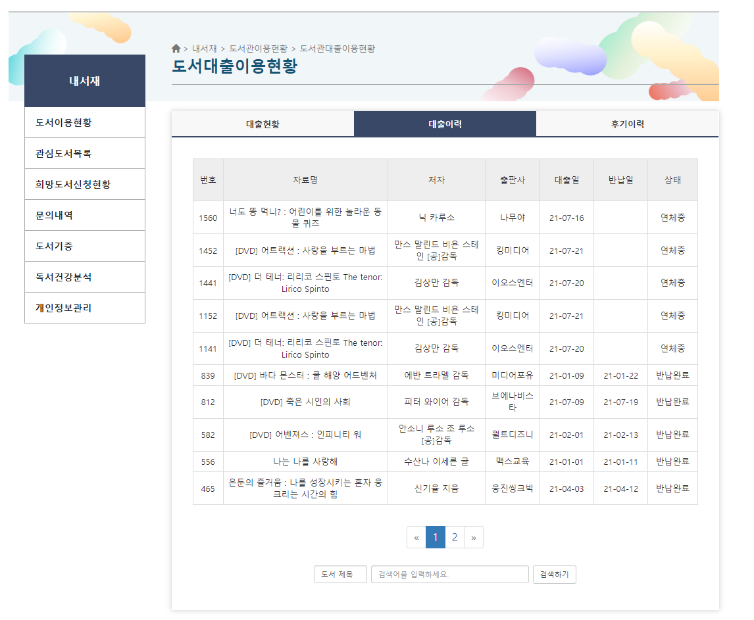 > 내서재 > 도서관이용현황 > 도서관대출이용현황
도서대출이용현황
내서재
도서이용현황
관심도서목록
희망도서신청현황
문의내역
도서기증
독서건강분석
개인정보관리
대출현황 대출이력 후기이력
번호 자료명 저자 출판사 대출일 반납일 상태
1560 너도 똥 먹니? : 어린이를 위한 놀라운 동물 퀴즈 닉 카루소 나무야 21-07-16 연체중
1452 [DVD] 어트랙션 : 사랑을 부르는 마법 만스 말린드 비욘 스테인 [공]감독 킹미디어 21-07-21 연체중
1441 [DVD] 더 테너: 리리코 스핀토 The tenor: Lirico Spinto 김상만 감독 이오스엔터 21-07-20 연체중
1152 [DVD] 어트랙션 : 사랑을 부르는 마법 만스 말린드 비욘 스테인 [공]감독 킹미디어 21-07-21 연체중
1141 [DVD] 더 테너: 리리코 스핀토 The tenor: Lirico Spinto 김상만 감독 이오스엔터 21-07-20 연체중
839 [DVD] 바다 몬스터 : 쿨 해양 어드벤처 에반 트라멜 감독 미디어포유 21-01-09 21-01-22 반납완료
812 [DVD] 죽은 시인의 사회 피터 와이어 감독 브에나비스타 21-07-09 21-07-19 반납완료
582 [DVD] 어벤져스 : 인피니티 워 안소니 루소 조 루소 [공]감독 월트디즈니 21-02-01 21-02-13 반납완료
556 나는 나를 사랑해 수산나 이세른 글 맥스교육 21-01-01 21-01-11 반납완료
465 은둔의 즐거움 : 나를 성장시키는 혼자 웅크리는 시간의 힘 신기율 지음 웅진씽크빅 21-04-03 21-04-12 반납완료
« 1 2 »
도서 제목 검색어를 입력하세요. 검색하기